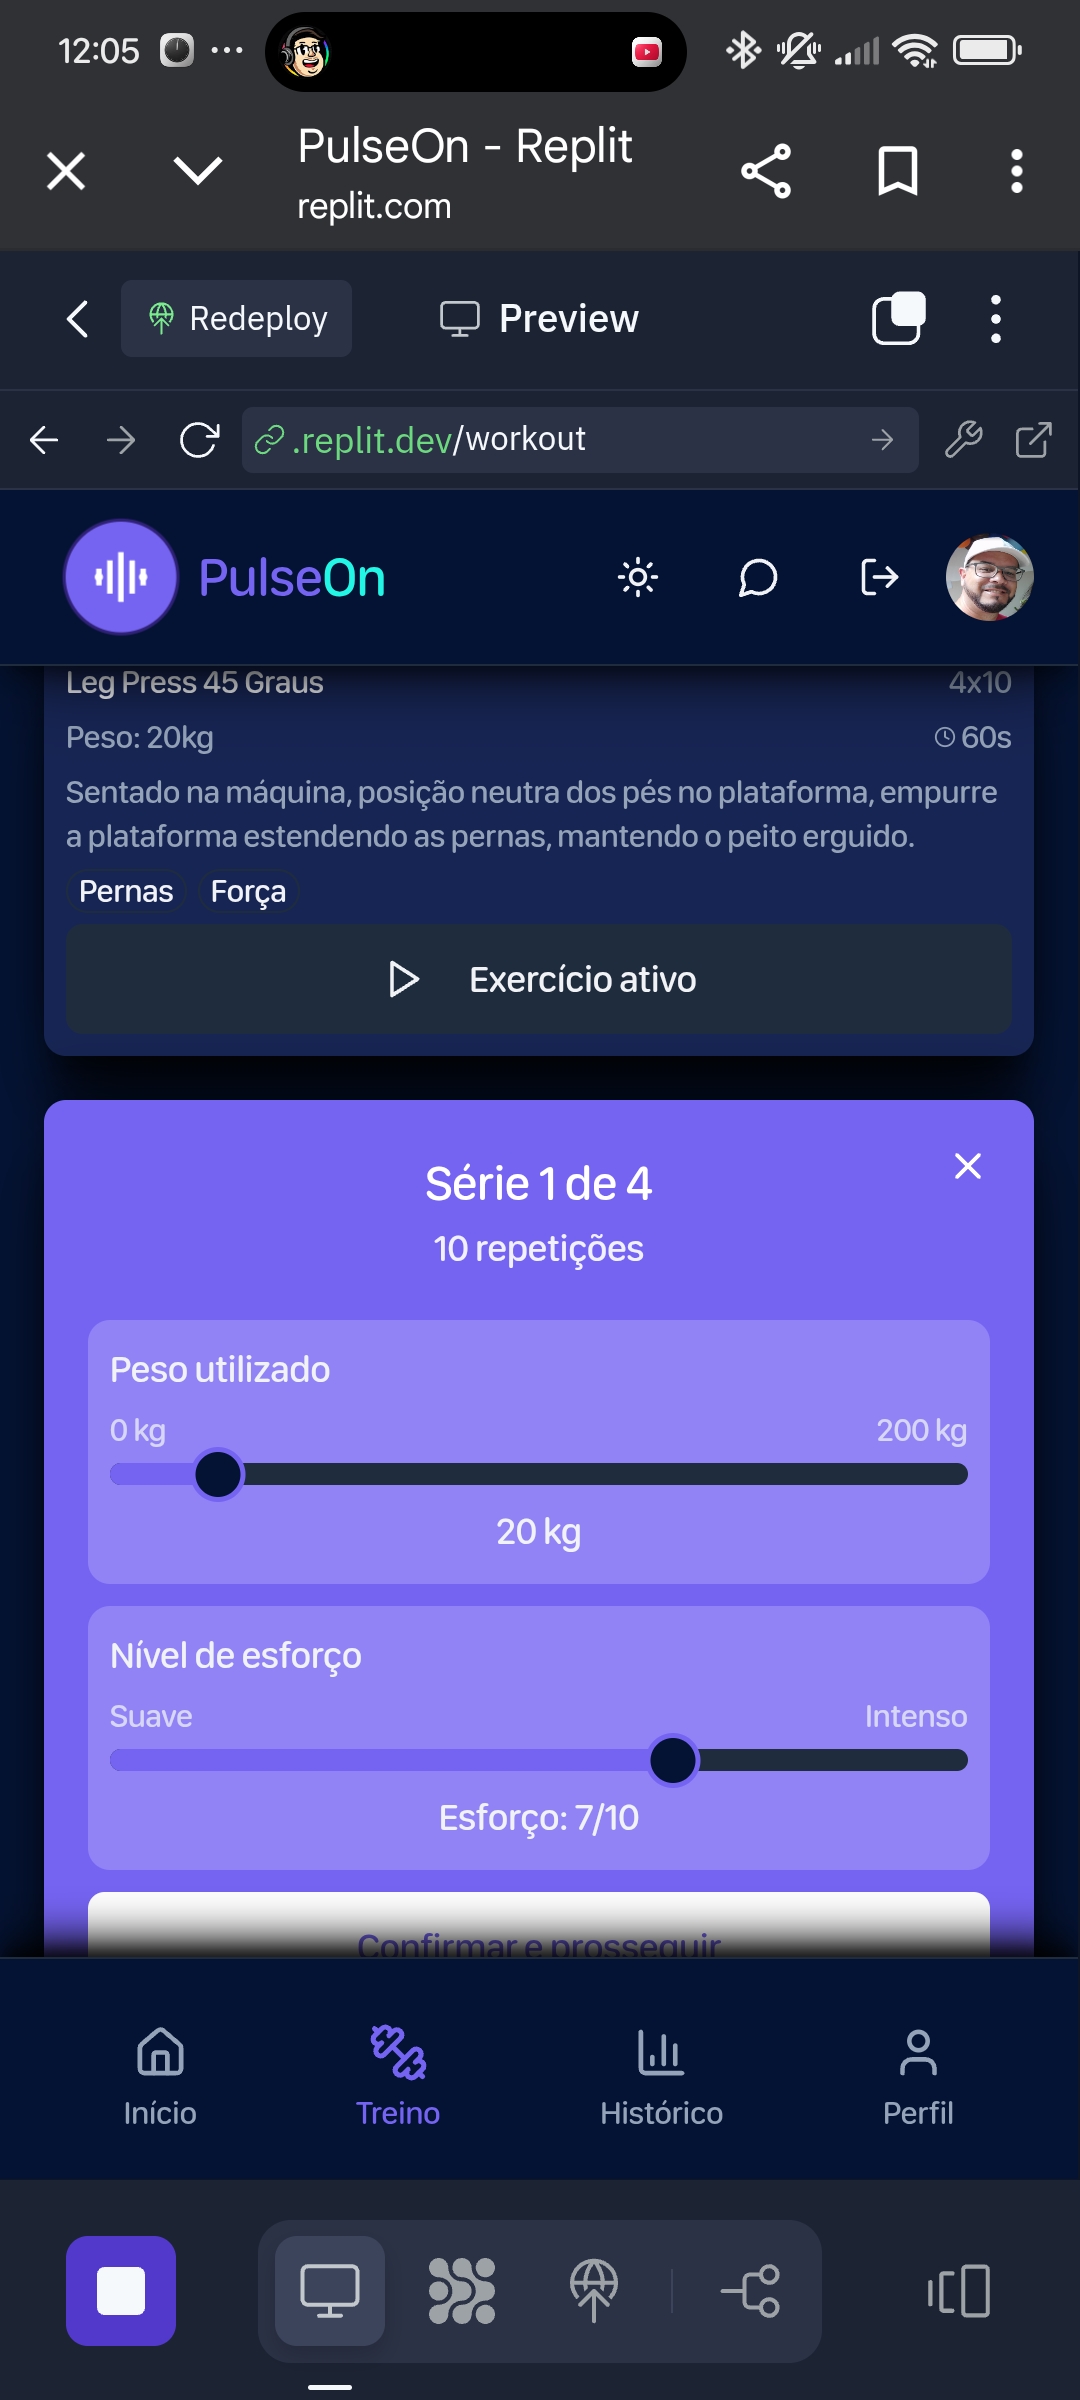 12:05
PulseOn - Replit
replit.com
Redeploy
Preview
.replit.dev/workout
PulseOn
Leg Press 45 Graus
4x10
Peso: 20kg
60s
Sentado na máquina, posição neutra dos pés no plataforma, empurre
a plataforma estendendo as pernas, mantendo o peito erguido.
Pernas Força
Exercício ativo
Série 1 de 4
10 repetições
Peso utilizado
0 kg
200 kg
20 kg
Nível de esforço
Suave
Intenso
Esforço: 7/10
Confirmar e prosseguir
Início
Treino
Histórico
Perfil